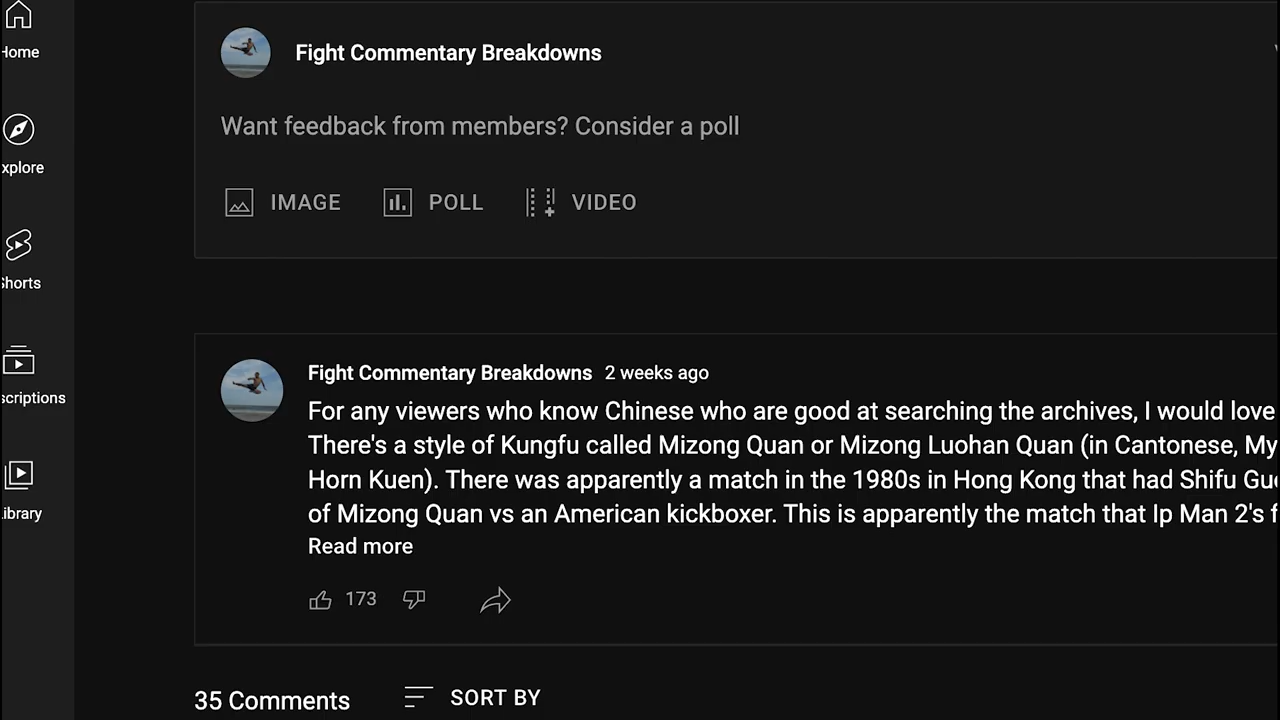 Home
Explore
Shorts
scriptions
Library
Fight Commentary Breakdowns
Want feedback from members? Consider a poll
IMAGE POLL VIDEO
Fight Commentary Breakdowns 2 weeks ago
For any viewers who know Chinese who are good at searching the archives, I would love
There's a style of Kungfu called Mizong Quan or Mizong Luohan Quan (in Cantonese, My
Horn Kuen). There was apparently a match in the 1980s in Hong Kong that had Shifu
of Mizong Quan vs an American kickboxer. This is apparently the match that Ip Man 2's
Read more
173
35 Comments SORT BY